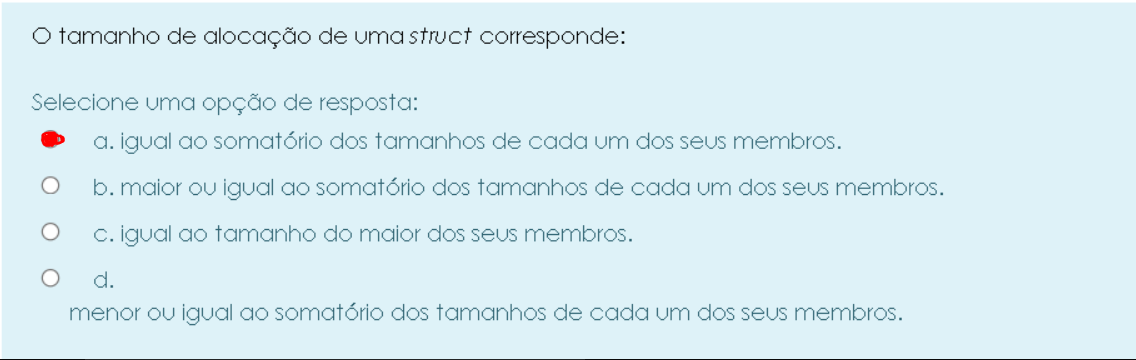 O tamanho de alocação de uma struct corresponde:
Selecione uma opção de resposta:
a. igual ao somatório dos tamanhos de cada um dos seus membros.
b. maior ou igual ao somatório dos tamanhos de cada um dos seus membros.
c. igual ao tamanho do maior dos seus membros.
d.
menor ou igual ao somatório dos tamanhos de cada um dos seus membros.